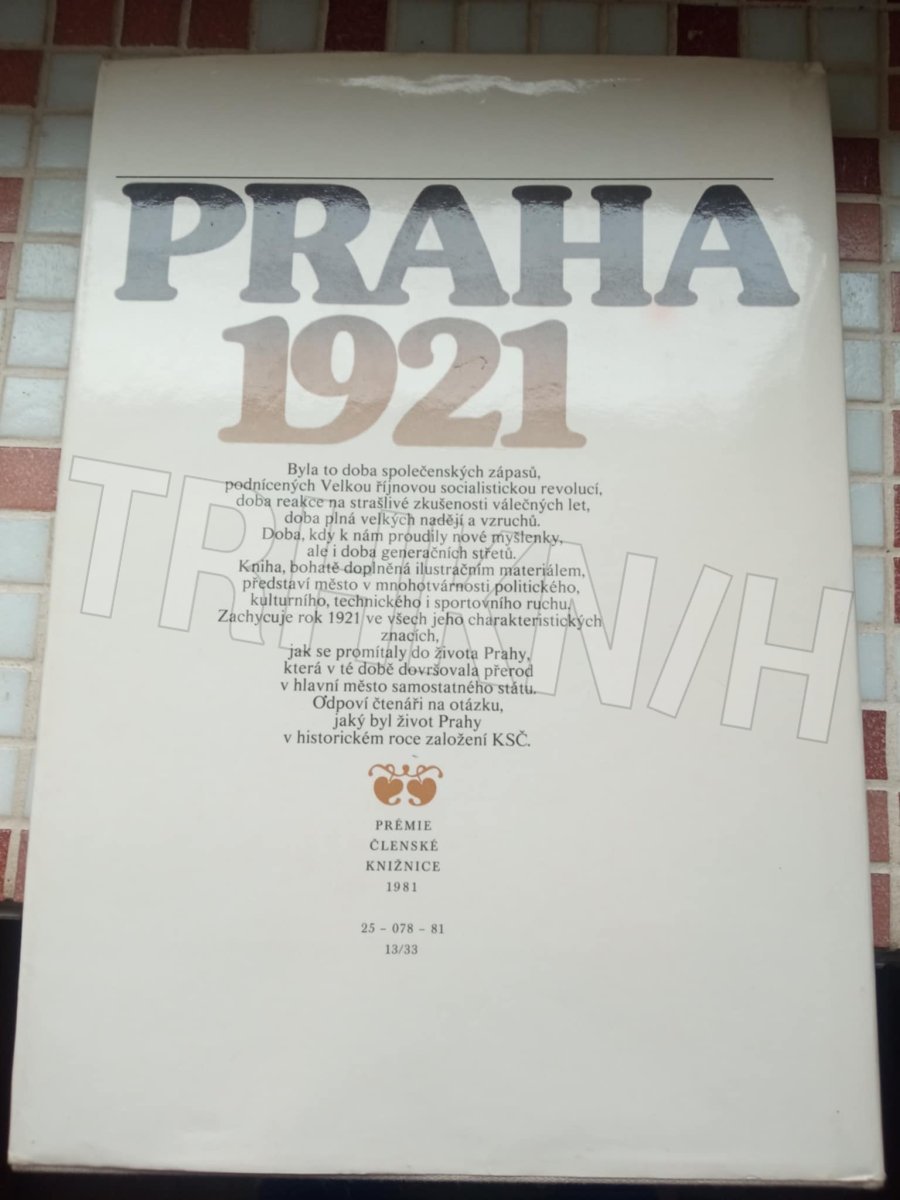 PRAHA
1921
Byla to doba společenských zápasů,
podnícených Velkou říjnovou socialistickou revolucí,
doba reakce na strašlivé zkušenosti válečných let,
doba plná velkých nadějí a vzruchů.
Doba, kdy k nám proudily nové myšlenky,
ale i doba generačních střetů.
Kniha, bohatě doplněná ilustračním materiálem,
představí město v mnohotvárnosti politického,
kulturního, technického i sportovního ruchu.
Zachycuje rok 1921 ve všech jeho charakteristických
znacích,
jak se promítaly do života Prahy,
která v té době dovršovala přerod
v hlavní město samostatného státu.
Odpoví čtenáři na otázku,
jaký byl život Prahy
v historickém roce založení KSČ.
PRÉMIE
ČLENSKÉ
KNIŽNICE
1981
25 – 078 – 81
13/33